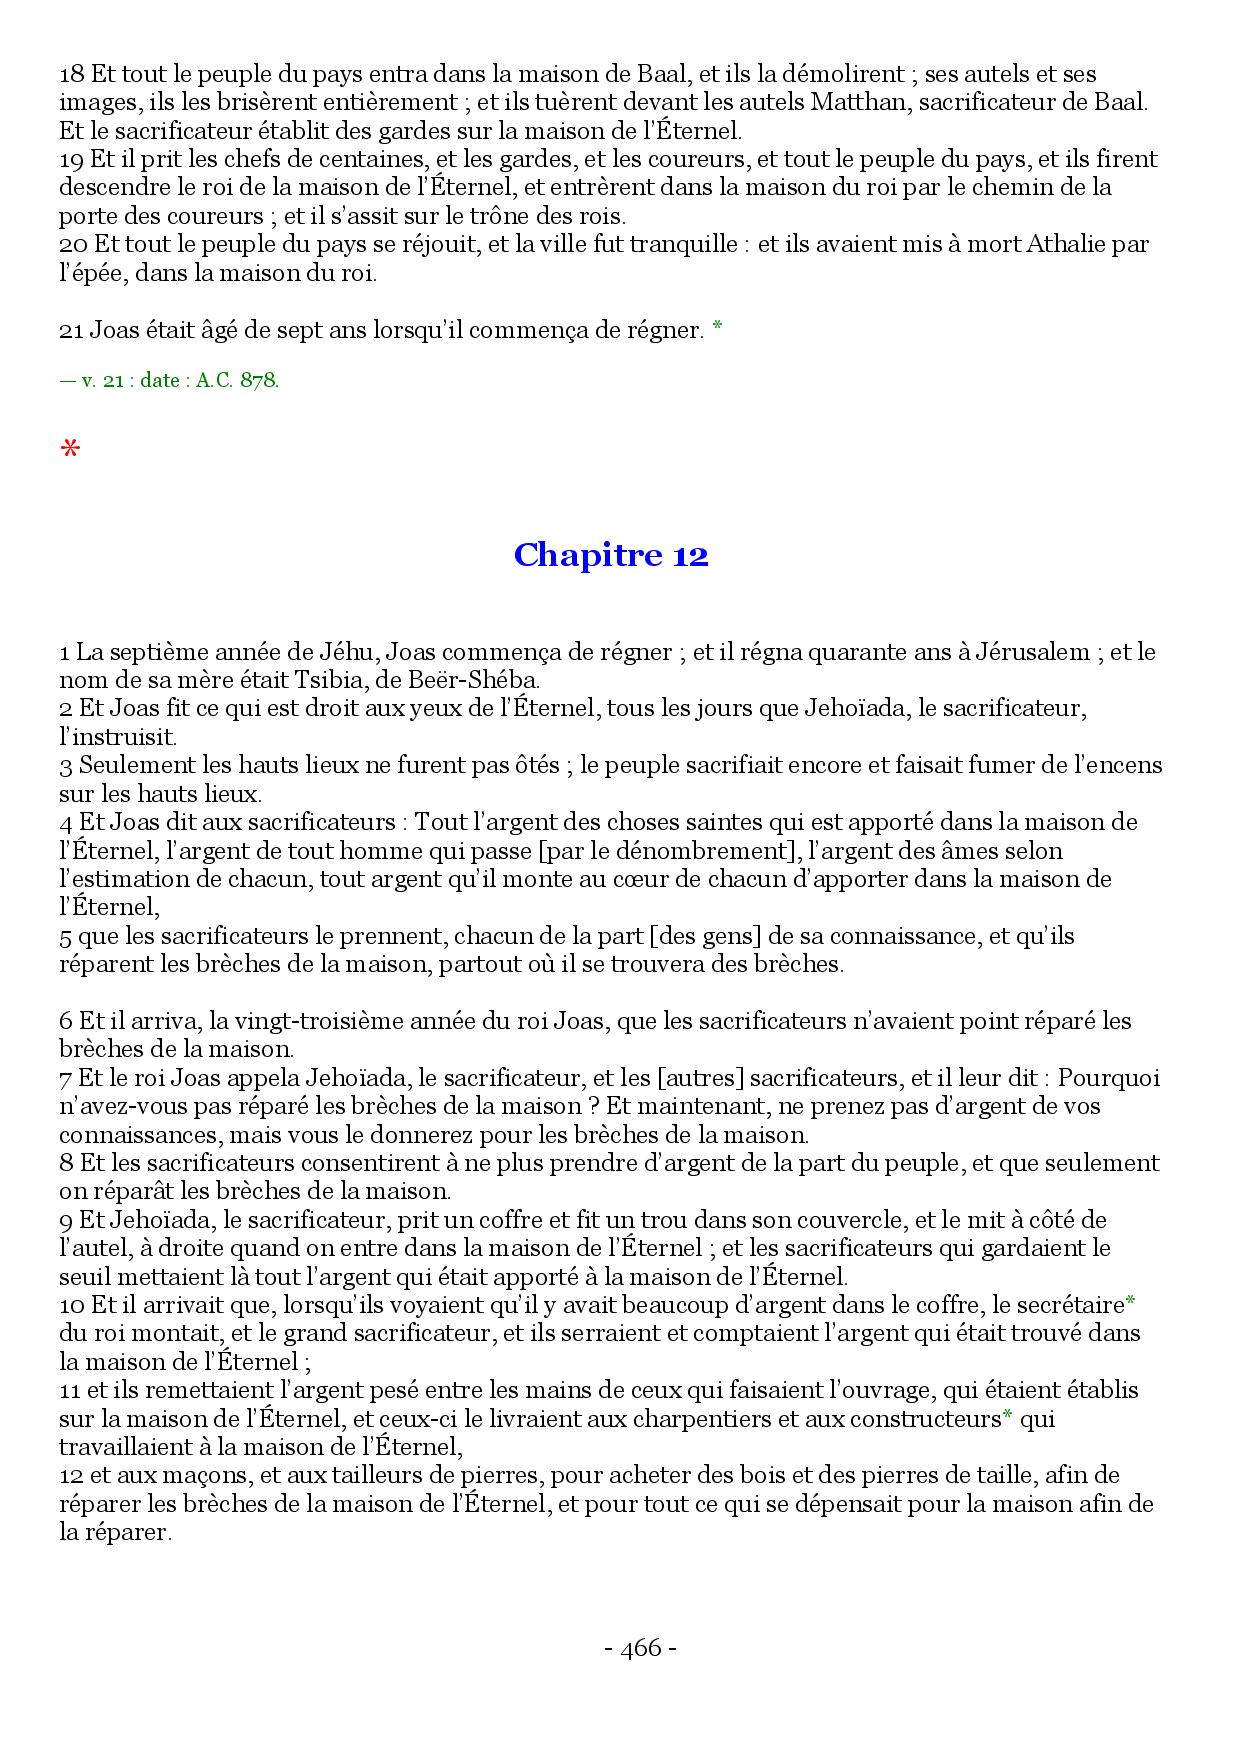 18 Et tout le peuple du pays entra dans la maison de Baal, et ils la démolirent ; ses autels et ses
images, ils les brisèrent entièrement ; et ils tuèrent devant les autels Matthan, sacrificateur de Baal.
Et le sacrificateur établit des gardes sur la maison de l’Éternel.
19 Et il prit les chefs de centaines, et les gardes, et les coureurs, et tout le peuple du pays, et ils firent
descendre le roi de la maison de l’Éternel, et entrèrent dans la maison du roi par le chemin de la
porte des coureurs ; et il s’assit sur le trône des rois.
20 Et tout le peuple du pays se réjouit, et la ville fut tranquille : et ils avaient mis à mort Athalie par
l’épée, dans la maison du roi.
21 Joas était âgé de sept ans lorsqu’il commença de régner. *
— v. 21 : date : A.C. 878.
*
Chapitre 12
1 La septième année de Jéhu, Joas commença de régner ; et il régna quarante ans à Jérusalem ; et le
nom de sa mère était Tsibia, de Beër-Shéba.
2 Et Joas fit ce qui est droit aux yeux de l’Éternel, tous les jours que Jehoïada, le sacrificateur,
l’instruisit.
3 Seulement les hauts lieux ne furent pas ôtés ; le peuple sacrifiait encore et faisait fumer de l’encens
sur les hauts lieux.
4 Et Joas dit aux sacrificateurs : Tout l’argent des choses saintes qui est apporté dans la maison de
l’Éternel, l’argent de tout homme qui passe [par le dénombrement], l’argent des âmes selon
l’estimation de chacun, tout argent qu’il monte au cœur de chacun d’apporter dans la maison de
l’Éternel,
5 que les sacrificateurs le prennent, chacun de la part [des gens] de sa connaissance, et qu’ils
réparent les brèches de la maison, partout où il se trouvera des brèches.
6 Et il arriva, la vingt-troisième année du roi Joas, que les sacrificateurs n’avaient point réparé les
brèches de la maison.
7 Et le roi Joas appela Jehoïada, le sacrificateur, et les [autres] sacrificateurs, et il leur dit : Pourquoi
n’avez-vous pas réparé les brèches de la maison ? Et maintenant, ne prenez pas d’argent de vos
connaissances, mais vous le donnerez pour les brèches de la maison.
8 Et les sacrificateurs consentirent à ne plus prendre d’argent de la part du peuple, et que seulement
on réparât les brèches de la maison.
9 Et Jehoïada, le sacrificateur, prit un coffre et fit un trou dans son couvercle, et le mit à côté de
l’autel, à droite quand on entre dans la maison de l’Éternel ; et les sacrificateurs qui gardaient le
seuil mettaient là tout l’argent qui était apporté à la maison de l’Éternel.
10 Et il arrivait que, lorsqu’ils voyaient qu’il y avait beaucoup d’argent dans le coffre, le secrétaire*
du roi montait, et le grand sacrificateur, et ils serraient et comptaient l’argent qui était trouvé dans
la maison de l’Éternel ;
11 et ils remettaient l’argent pesé entre les mains de ceux qui faisaient l’ouvrage, qui étaient établis
sur la maison de l’Éternel, et ceux-ci le livraient aux charpentiers et aux constructeurs* qui
travaillaient à la maison de l’Éternel,
12 et aux maçons, et aux tailleurs de pierres, pour acheter des bois et des pierres de taille, afin de
réparer les brèches de la maison de l’Éternel, et pour tout ce qui se dépensait pour la maison afin de
la réparer.
- 466 -